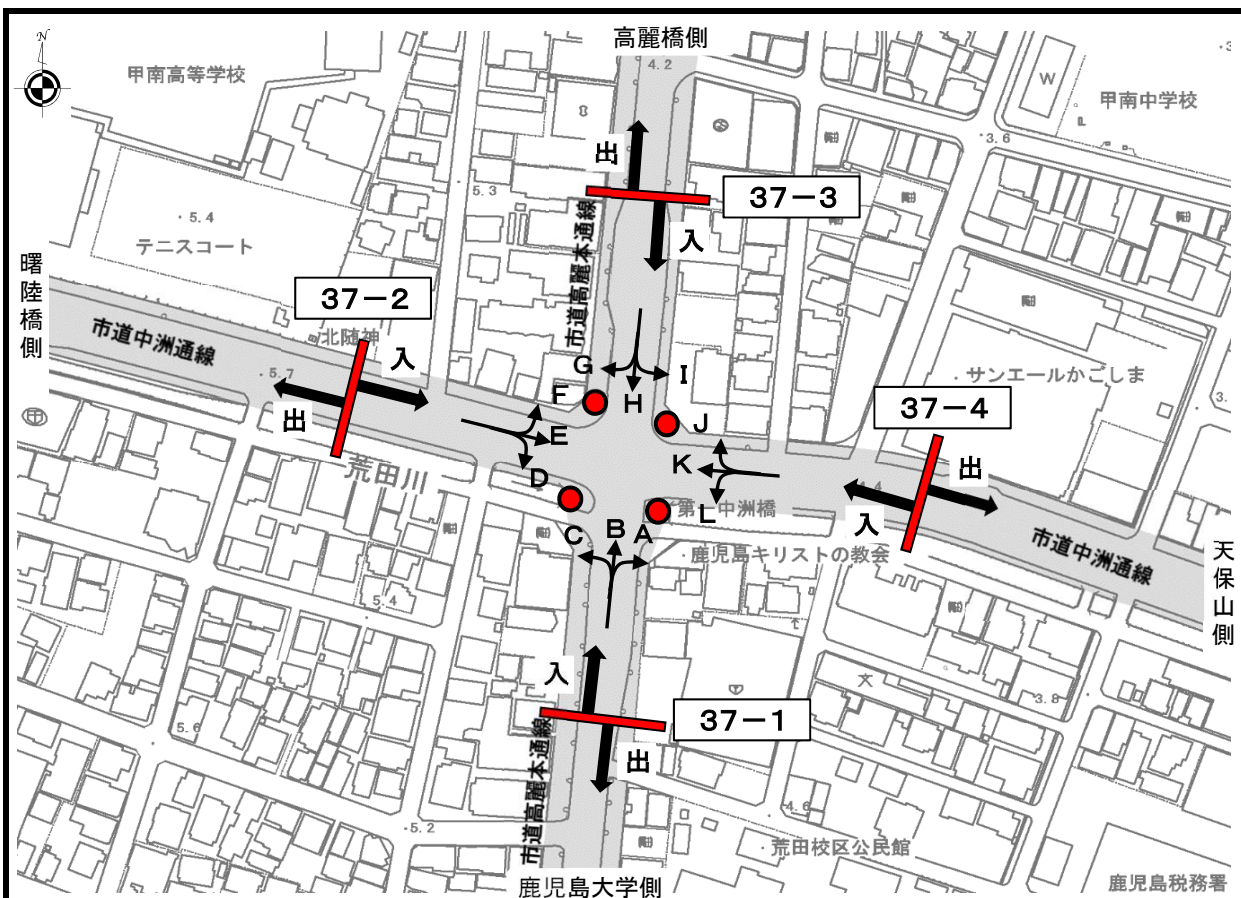 N
高麗橋側
4.2
甲南高等学校
W
甲南中学校
出
3.6
37-3
5.3
入
市道高麗本通線
5.4
テニスコート
曙陸橋側
37-2
北随神
市道中洲通線
入
5.7
出
G
I
F
H
J
E
K
D
L
サンエールかごしま
37-4
出
4.4
入
荒田川
第一中洲橋
C
B
A
鹿児島キリストの教会
市道中洲通線
天保山側
5.4
入
37-1
出
文
3.8
5.6
市道高麗本通線
5.2
4.6
荒田校区公民館
鹿児島大学側
鹿児島税務署